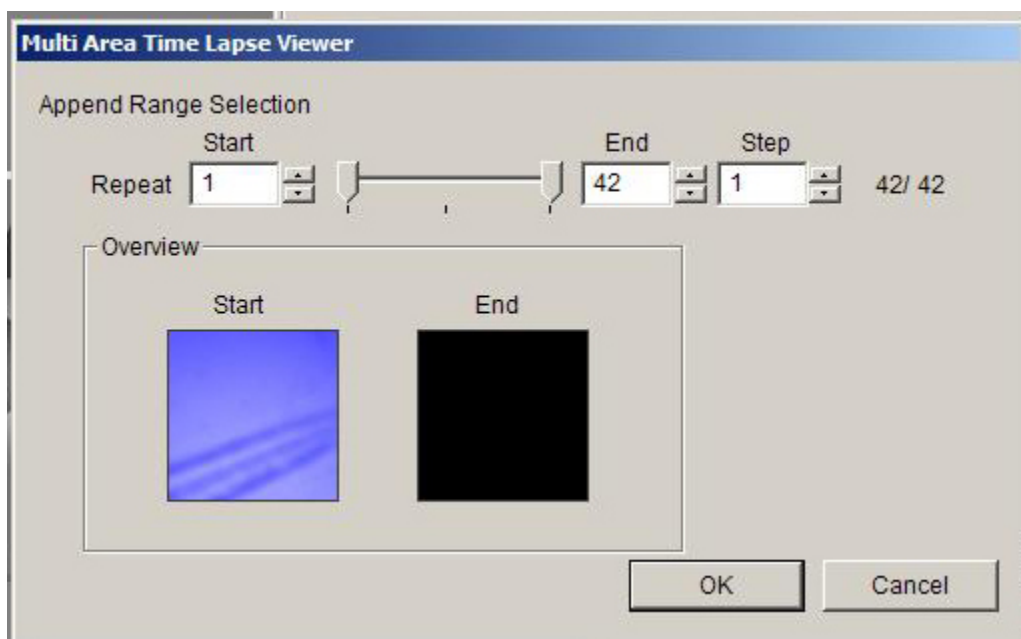 Multi Area Time Lapse Viewer
Append Range Selection
Start End Step
Repeat 1 42 1 42/ 42
Overview
Start End
OK Cancel